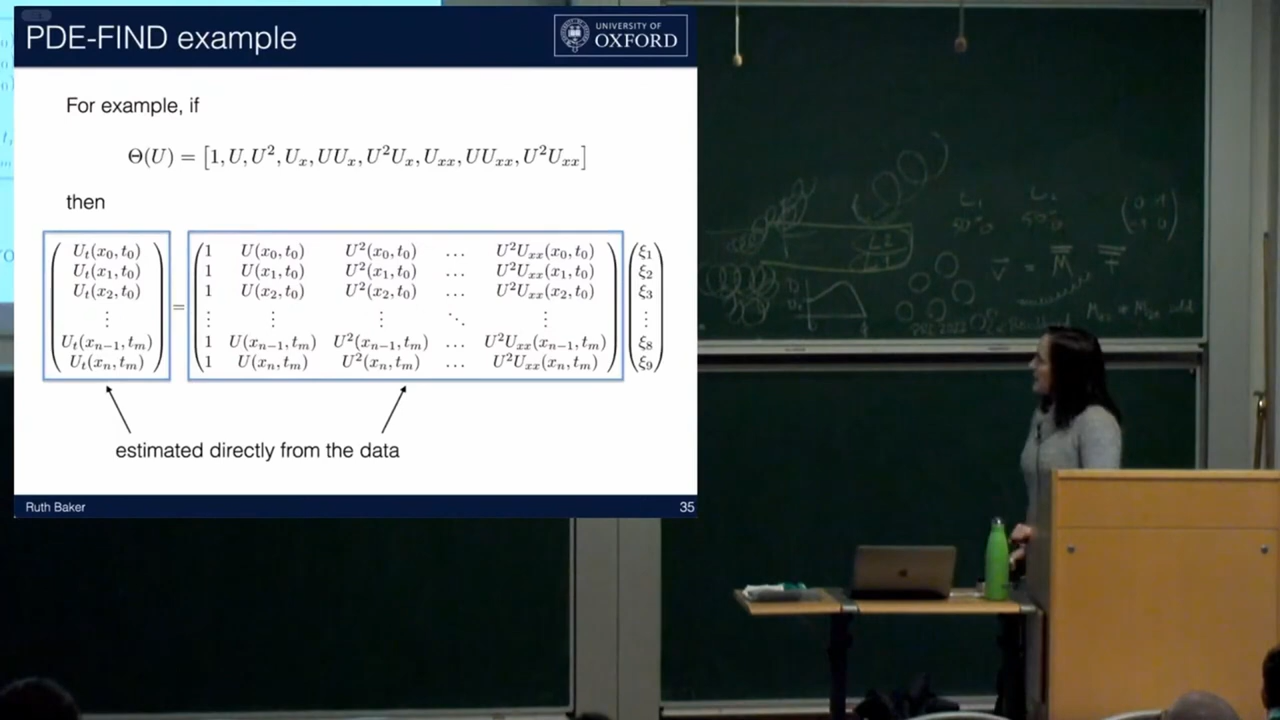 PDE-FIND example
UNIVERSITY OF
OXFORD
For example, if
Θ(U) = [1, U, U², Uₓ, UUₓ, U²Uₓ, Uₓₓ, UUₓₓ, U²Uₓₓ]
then
Uₜ(x₀, t₀) 1 U(x₀, t₀) U²(x₀, t₀) … U²Uₓₓ(x₀, t₀) ξ₁
Uₜ(x₁, t₀) 1 U(x₁, t₀) U²(x₁, t₀) … U²Uₓₓ(x₁, t₀) ξ₂
Uₜ(x₂, t₀) 1 U(x₂, t₀) U²(x₂, t₀) … U²Uₓₓ(x₂, t₀) ξ₃
⋮ = ⋮ ⋮ ⋮ ⋱ ⋮ ⋮
Uₜ(xₙ₋₁, tₘ) 1 U(xₙ₋₁, tₘ) U²(xₙ₋₁, tₘ) … U²Uₓₓ(xₙ₋₁, tₘ) ξ₈
Uₜ(xₙ, tₘ) 1 U(xₙ, tₘ) U²(xₙ, tₘ) … U²Uₓₓ(xₙ, tₘ) ξ₉
estimated directly from the data
Ruth Baker
35